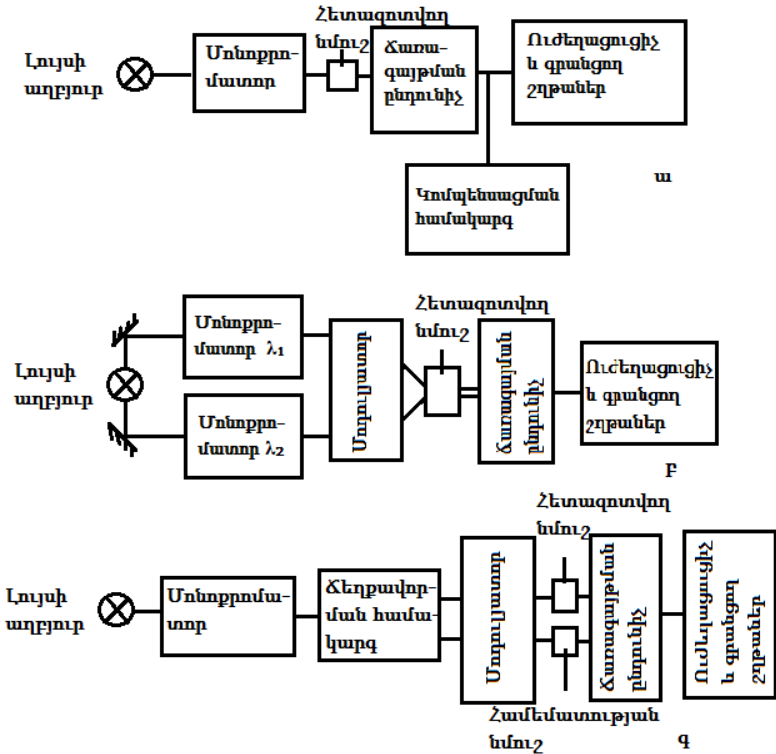 Հետազոտվող
նմուշ
Լույսի
աղբյուր
Մոնոքրո-
մատոր
Ճառա-
գայթման
ընդունիչ
Ուժեղացուցիչ
և գրանցող
շղթաներ
Կոմպենսացման
համակարգ
ա
Հետազոտվող
նմուշ
Լույսի
աղբյուր
Մոնոքրո-
մատոր λ₁
Մոնոքրո-
մատոր λ₂
Մոդուլյատոր
Ճառագայման
ընդունիչ
Ուժեղացուցիչ
և գրանցող
շղթաներ
բ
Հետազոտվող
նմուշ
Լույսի
աղբյուր
Մոնոքրոմա-
տոր
Ճեղքավոր-
ման համա-
կարգ
Մոդուլյատոր
Ճառագայթման
ընդունիչ
Ուժեղացուցիչ
և գրանցող
շղթաներ
Համեմատության
նմուշ
գ